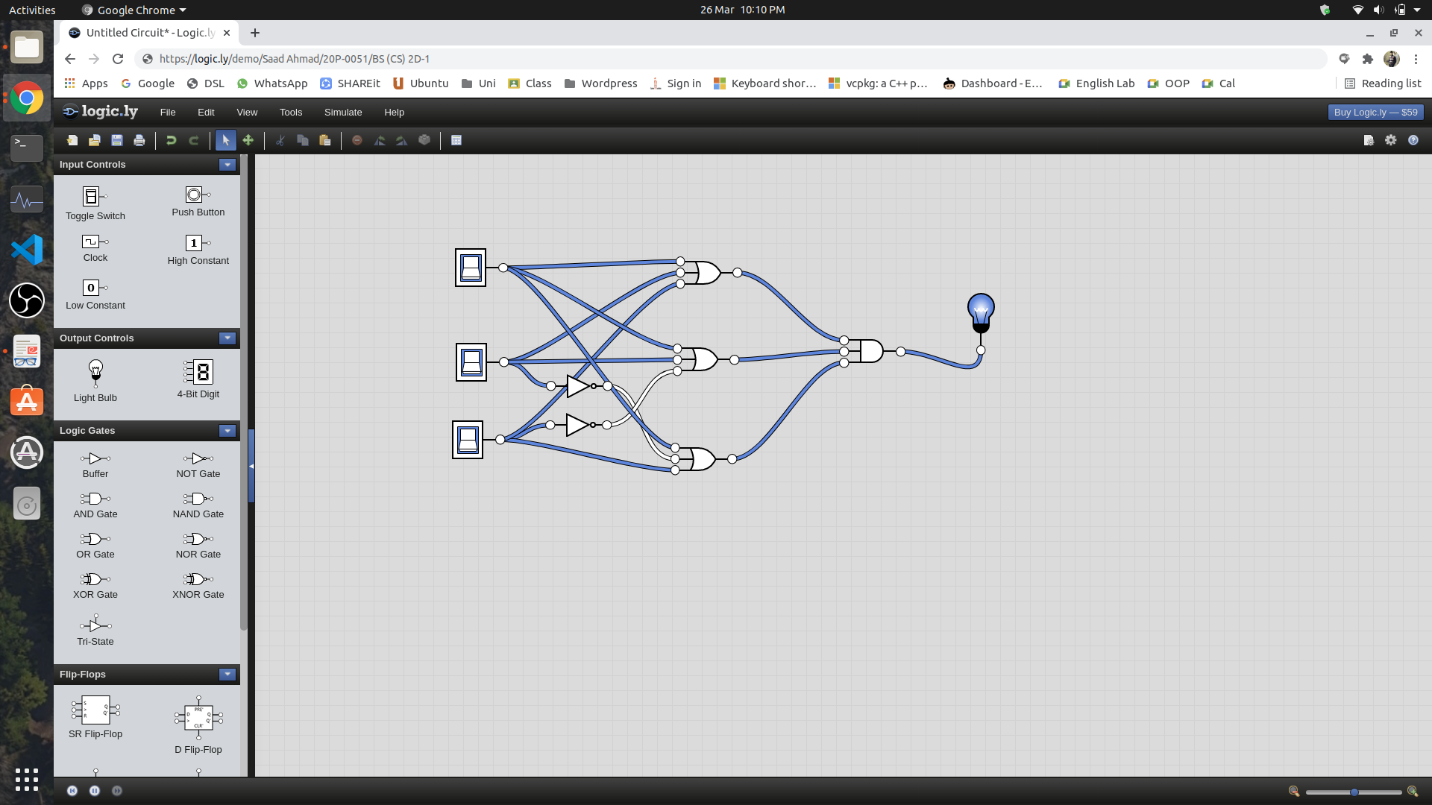 Activities Google Chrome 26 Mar 10:10 PM
Untitled Circuit* - Logic.ly
https://logic.ly/demo/Saad Ahmad/20P-0051/BS (CS) 2D-1
Apps Google DSL WhatsApp SHAREit Ubuntu Uni Class Wordpress Sign in Keyboard shor... vcpkg: a C++ p... Dashboard - E... English Lab OOP Cal Reading list
logic.ly File Edit View Tools Simulate Help Buy Logic.ly — $59
Input Controls
Toggle Switch Push Button
Clock 1 High Constant
0 Low Constant
Output Controls
Light Bulb 8 4-Bit Digit
Logic Gates
Buffer NOT Gate
AND Gate NAND Gate
OR Gate NOR Gate
XOR Gate XNOR Gate
Tri-State
Flip-Flops
SR Flip-Flop
D Flip-Flop